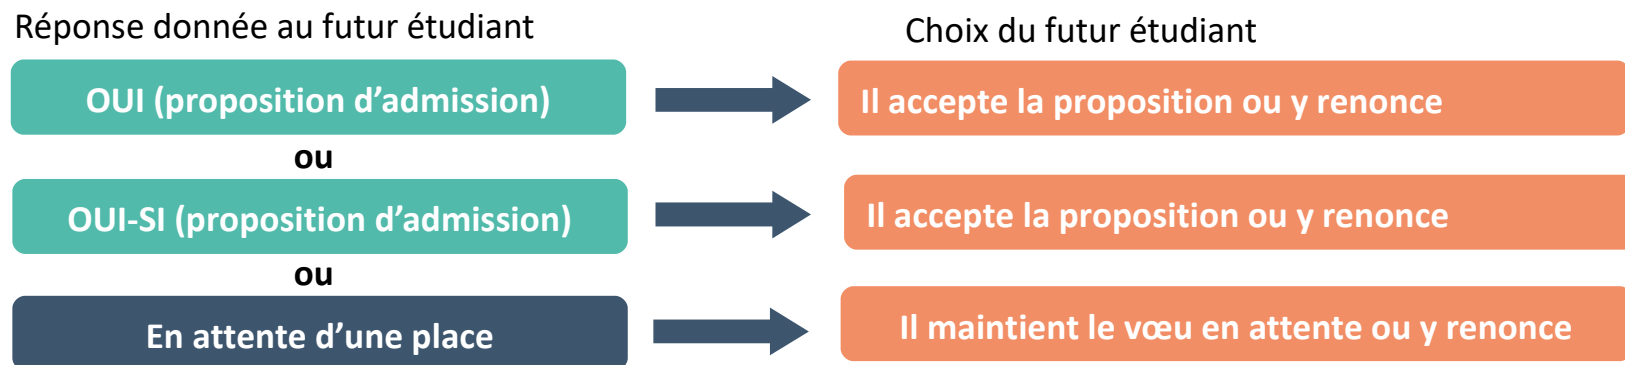 Réponse donnée au futur étudiant
Choix du futur étudiant
OUI (proposition d’admission)
Il accepte la proposition ou y renonce
ou
OUI-SI (proposition d’admission)
Il accepte la proposition ou y renonce
ou
En attente d’une place
Il maintient le vœu en attente ou y renonce